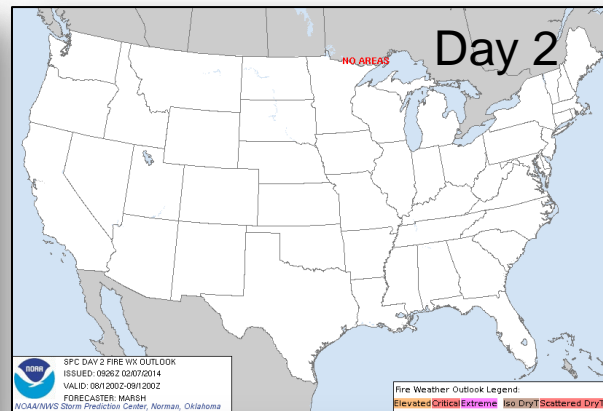 Day 2
NO AREAS
noaa
SPC DAY 2 FIRE WX OUTLOOK
ISSUED: 0926Z 02/07/2014
VALID: 08/1200Z-09/1200Z
FORECASTER: MARSH
NOAA/NWS Storm Prediction Center, Norman, Oklahoma
Fire Weather Outlook Legend:
Elevated Critical Extreme Iso DryT Scattered DryT